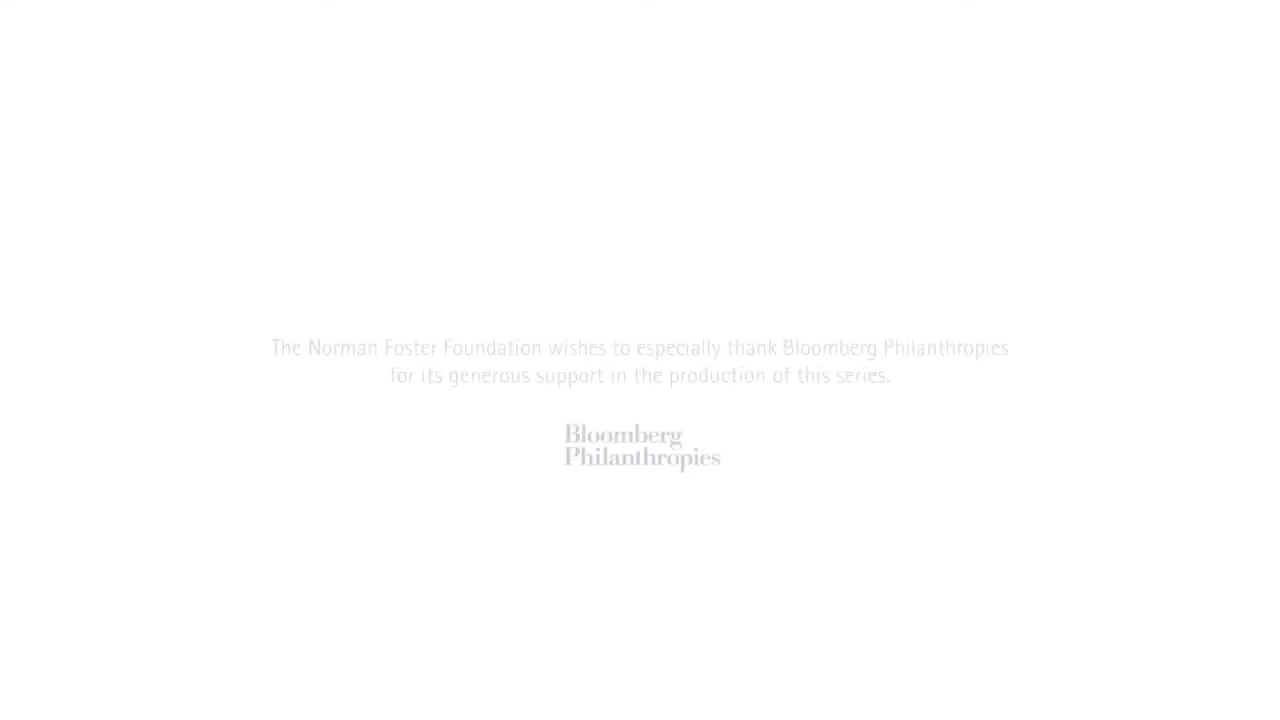 The Norman Foster Foundation wishes to especially thank Bloomberg Philanthropies
for its generous support in the production of this series.
Bloomberg
Philanthropies